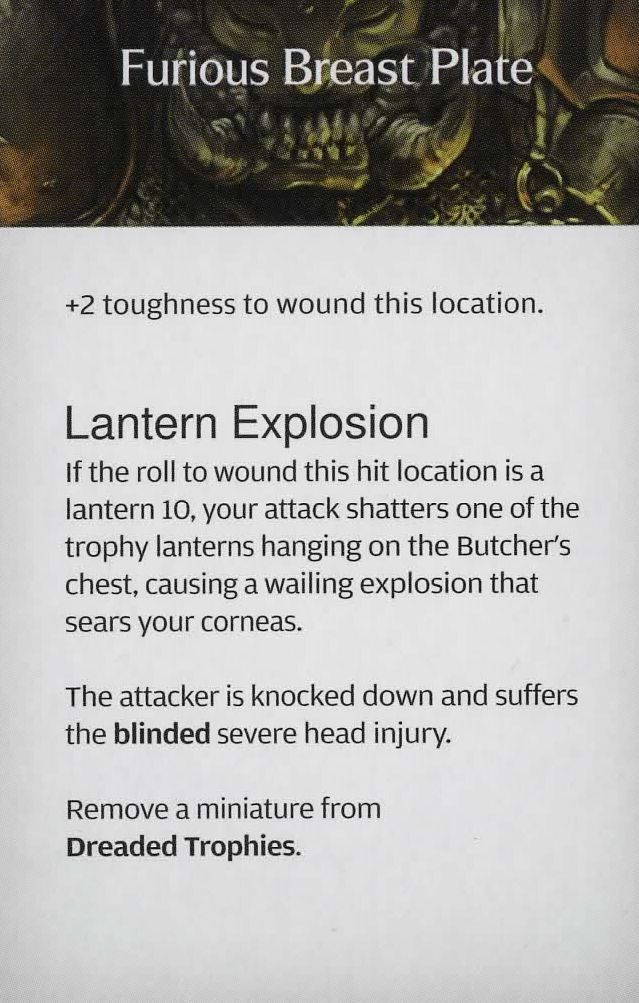 Furious Breast Plate
+2 toughness to wound this location.
Lantern Explosion
If the roll to wound this hit location is a
lantern 10, your attack shatters one of the
trophy lanterns hanging on the Butcher's
chest, causing a wailing explosion that
sears your corneas.
The attacker is knocked down and suffers
the blinded severe head injury.
Remove a miniature from
Dreaded Trophies.